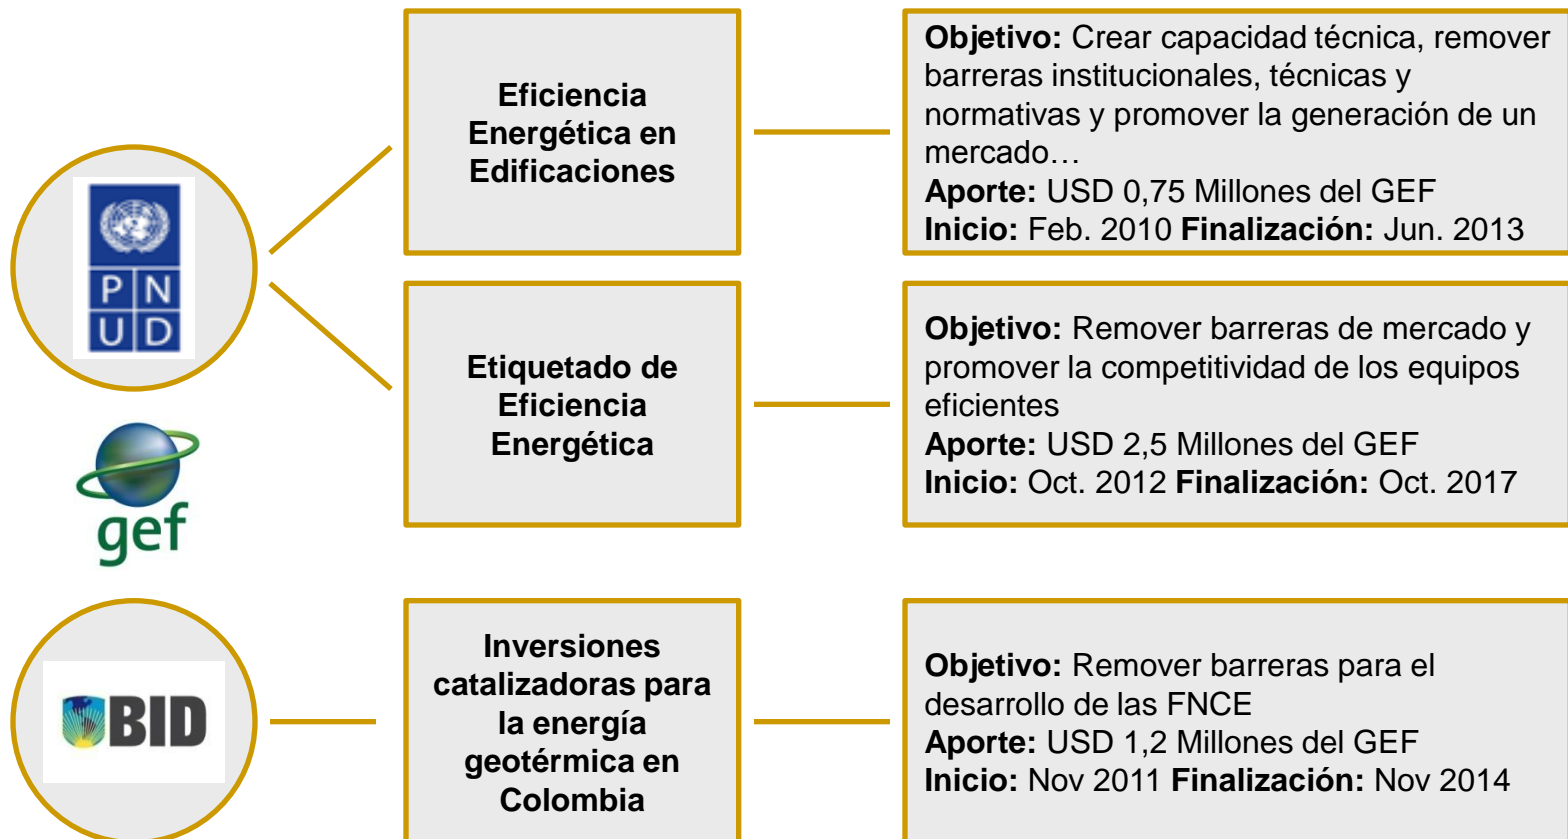 PN
UD
gef
BID
Eficiencia
Energética en
Edificaciones
Objetivo: Crear capacidad técnica, remover
barreras institucionales, técnicas y
normativas y promover la generación de un
mercado…
Aporte: USD 0,75 Millones del GEF
Inicio: Feb. 2010 Finalización: Jun. 2013
Etiquetado de
Eficiencia
Energética
Objetivo: Remover barreras de mercado y
promover la competitividad de los equipos
eficientes
Aporte: USD 2,5 Millones del GEF
Inicio: Oct. 2012 Finalización: Oct. 2017
Inversiones
catalizadoras para
la energía
geotérmica en
Colombia
Objetivo: Remover barreras para el
desarrollo de las FNCE
Aporte: USD 1,2 Millones del GEF
Inicio: Nov 2011 Finalización: Nov 2014